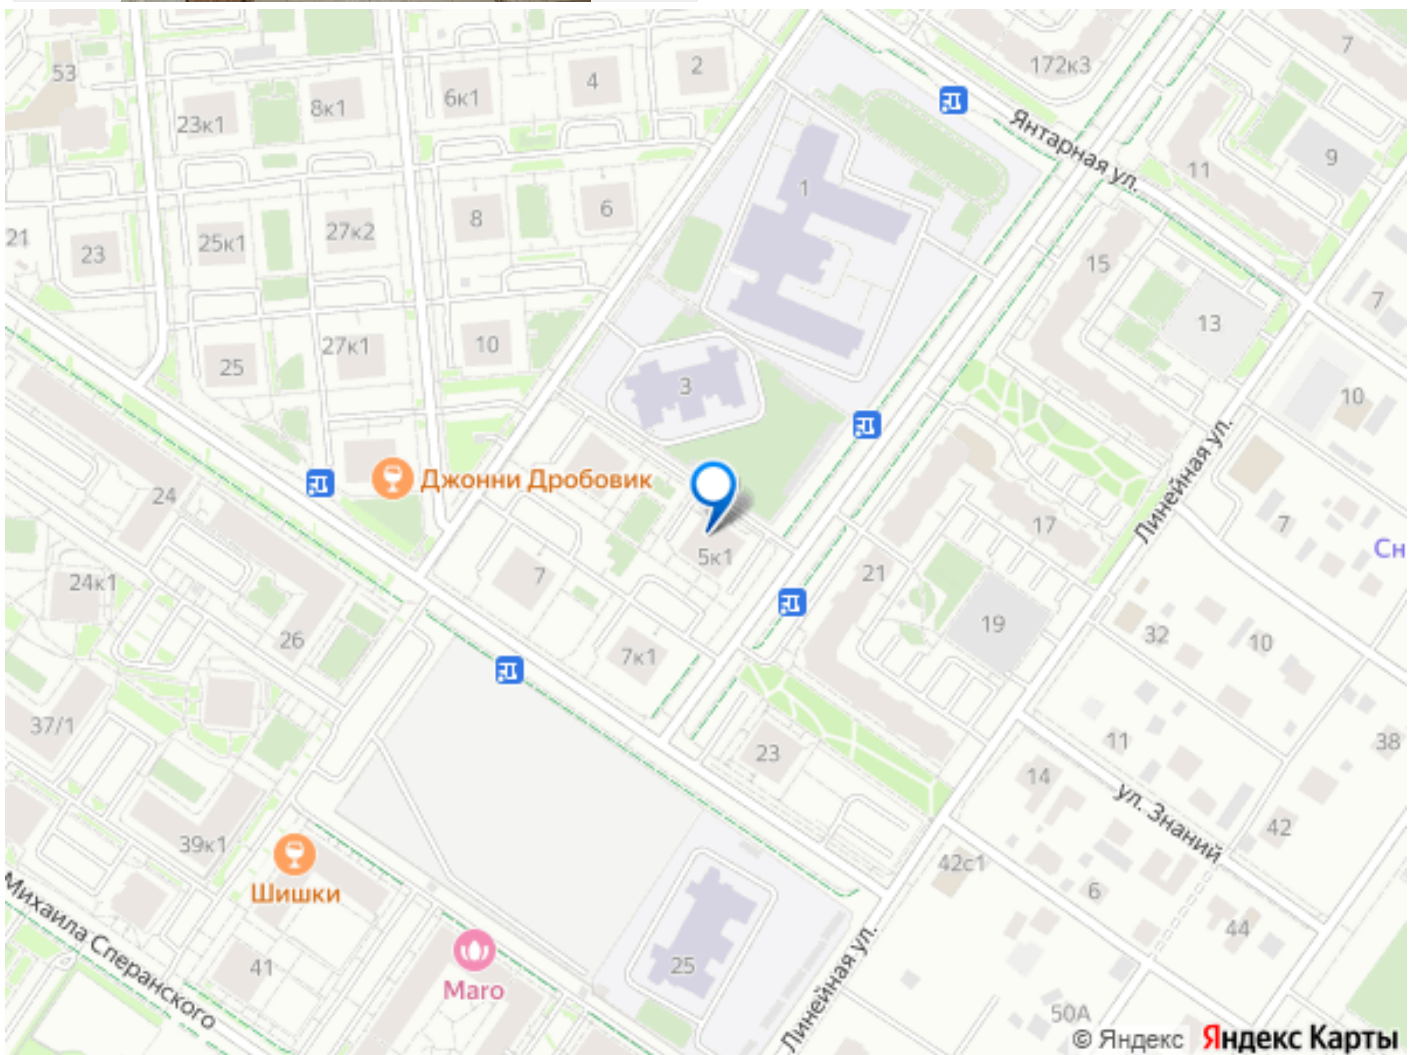 53
23к1
8к1
6к1
4
2
172к3
7
Янтарная ул.
9
11
1
21
23
25к1
27к2
8
6
15
7
13
25
27к1
10
3
10
Линейная ул.
Джонни Дробовик
24
17
7
Сн
5к1
7
21
24к1
26
19
32
10
7к1
37/1
23
11
38
14
ул. Знаний
42
39к1
42с1
6
Шишки
44
Михаила Сперанского
41
25
Maro
Линейная ул.
50А
© Яндекс Яндекс Карты